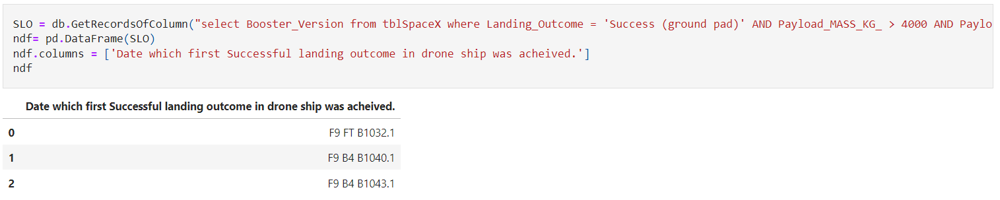 SLO = db.GetRecordsOfColumn("select Booster_Version from tblSpaceX where Landing_Outcome = 'Success (ground pad)' AND Payload_MASS_KG_ > 4000 AND Paylo
ndf= pd.DataFrame(SLO)
ndf.columns = ['Date which first Successful landing outcome in drone ship was acheived.']
ndf
Date which first Successful landing outcome in drone ship was acheived.
0 F9 FT B1032.1
1 F9 B4 B1040.1
2 F9 B4 B1043.1